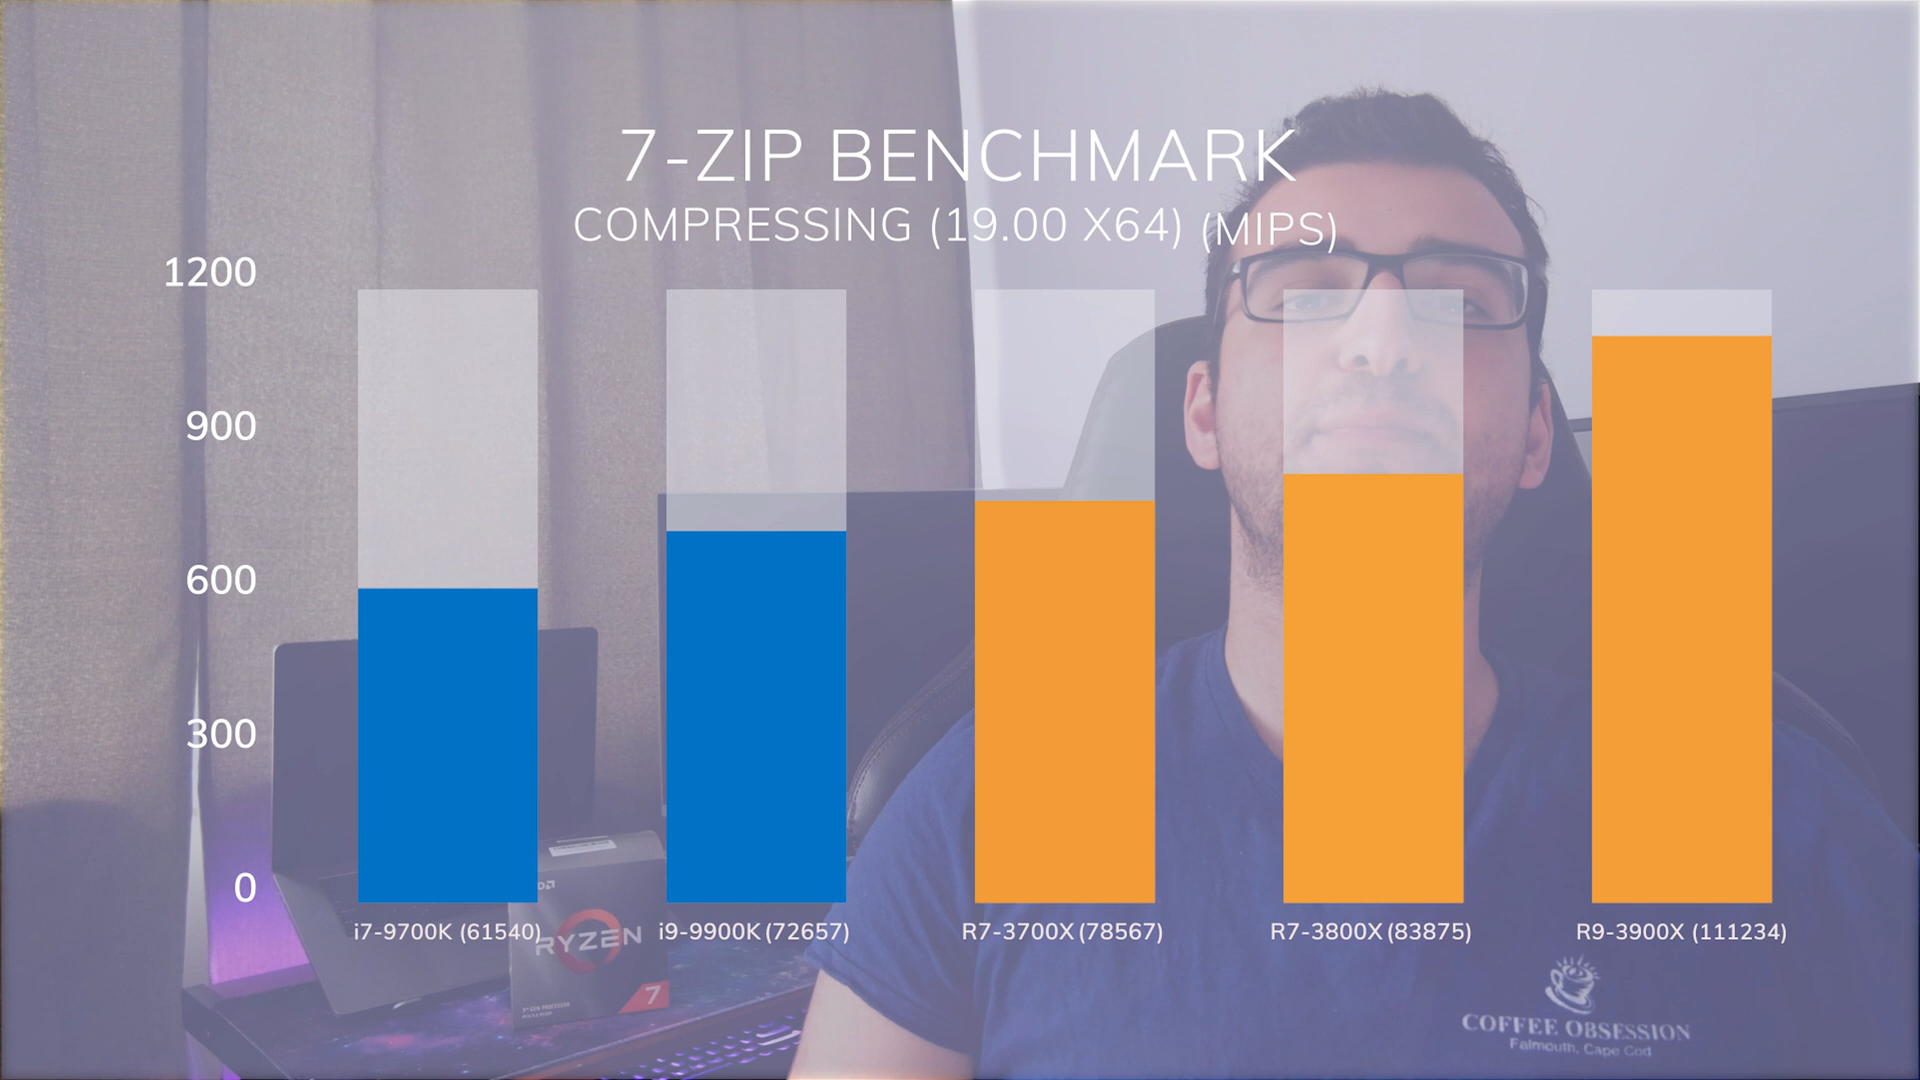 7-ZIP BENCHMARK
COMPRESSING (19.00 X64) (MIPS)
1200
900
600
300
0
i7-9700K (61540)
i9-9900K (72657)
R7-3700X (78567)
R7-3800X (83875)
R9-3900X (111234)
RYZEN
7
COFFEE OBSESSION
Falmouth, Cape Cod